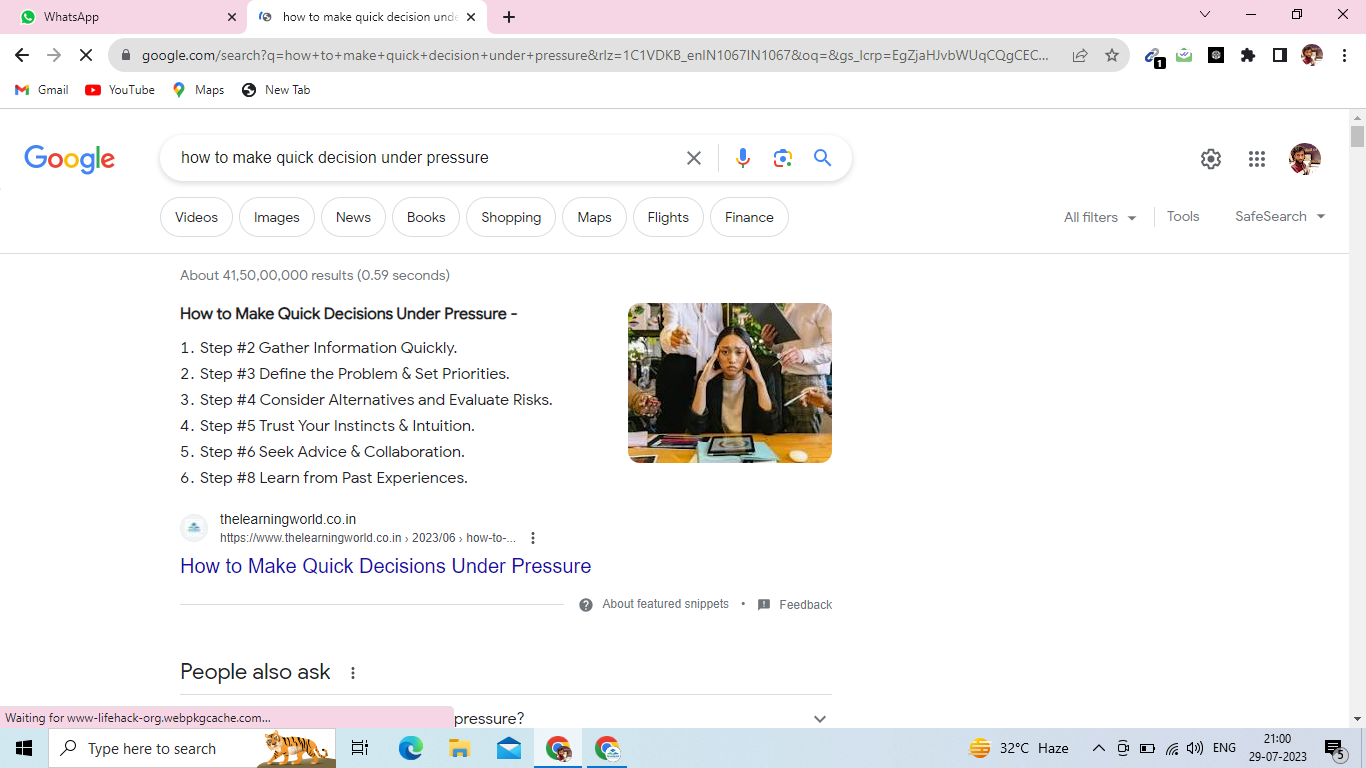 WhatsApp
how to make quick decision unde
google.com/search?q=how+to+make+quick+decision+under+pressure&rlz=1C1VDKB_enIN1067IN1067&oq=&gs_lcrp=EgZjaHJvbWUqCQgCEC...
1
Gmail YouTube Maps New Tab
Google
how to make quick decision under pressure
Videos Images News Books Shopping Maps Flights Finance
All filters Tools SafeSearch
About 41,50,00,000 results (0.59 seconds)
How to Make Quick Decisions Under Pressure -
1. Step #2 Gather Information Quickly.
2. Step #3 Define the Problem & Set Priorities.
3. Step #4 Consider Alternatives and Evaluate Risks.
4. Step #5 Trust Your Instincts & Intuition.
5. Step #6 Seek Advice & Collaboration.
6. Step #8 Learn from Past Experiences.
thelearningworld.co.in
https://www.thelearningworld.co.in › 2023/06 › how-to-...
How to Make Quick Decisions Under Pressure
About featured snippets • Feedback
People also ask
pressure?
Waiting for www-lifehack-org.webpkgcache.com...
Type here to search
32°C Haze
ENG
21:00
29-07-2023
5